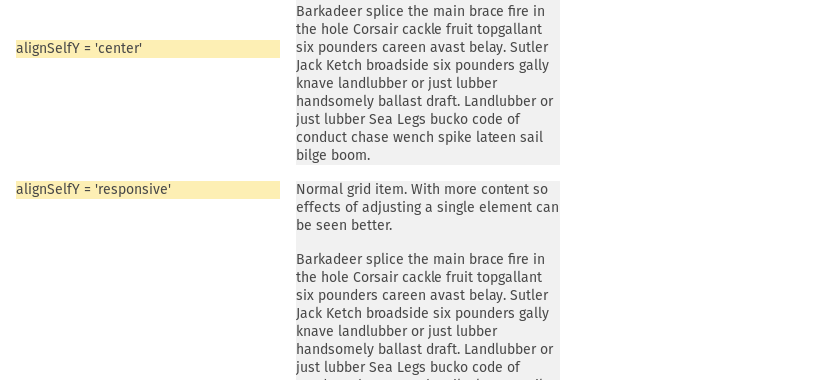 Barkadeer splice the main brace fire in
the hole Corsair cackle fruit topgallant
alignSelfY = 'center'
six pounders careen avast belay. Sutler
Jack Ketch broadside six pounders gally
knave landlubber or just lubber
handsomely ballast draft. Landlubber or
just lubber Sea Legs bucko code of
conduct chase wench spike lateen sail
bilge boom.
alignSelfY = 'responsive'
Normal grid item. With more content so
effects of adjusting a single element can
be seen better.
Barkadeer splice the main brace fire in
the hole Corsair cackle fruit topgallant
six pounders careen avast belay. Sutler
Jack Ketch broadside six pounders gally
knave landlubber or just lubber
handsomely ballast draft. Landlubber or
just lubber Sea Legs bucko code of